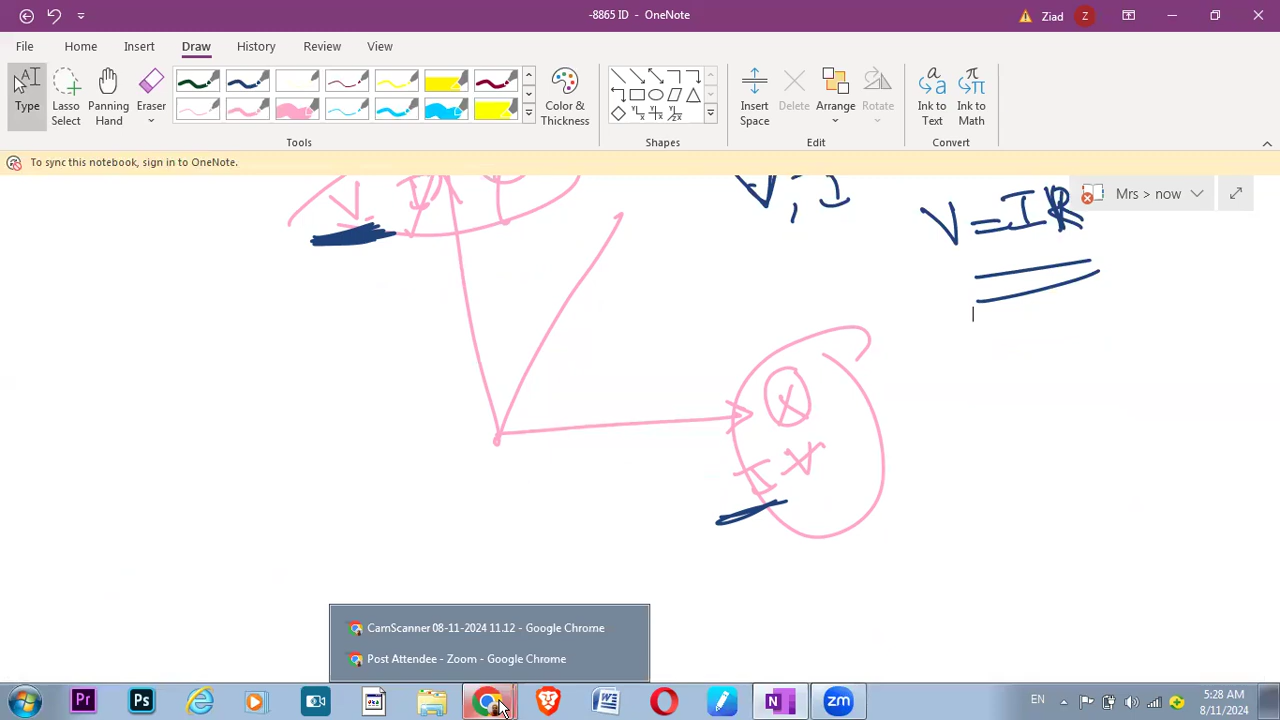 -8865 ID - OneNote
Ziad
Z
File
Home
Insert
Draw
History
Review
View
Type
Lasso
Select
Panning
Hand
Eraser
Color &
Thickness
Insert
Space
Delete
Arrange
Rotate
Ink to
Text
Ink to
Math
Tools
Shapes
Edit
Convert
To sync this notebook, sign in to OneNote.
Mrs > now
V
V = I R
X
I V
CamScanner 08-11-2024 11.12 - Google Chrome
Post Attendee - Zoom - Google Chrome
Pr
Ps
W
N
zm
EN
5:28 AM
8/11/2024